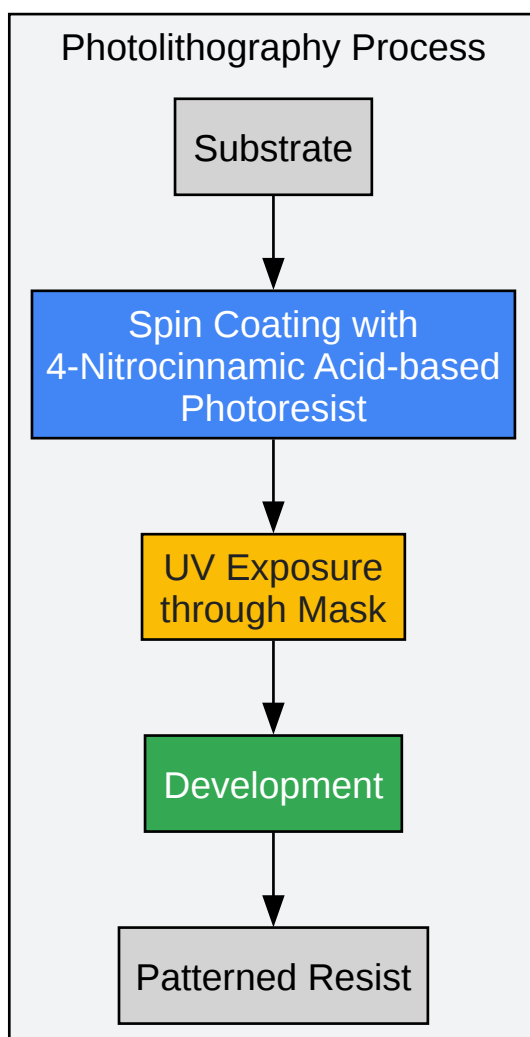 Photolithography Process
Substrate
Spin Coating with
4-Nitrocinnamic Acid-based
Photoresist
UV Exposure
through Mask
Development
Patterned Resist